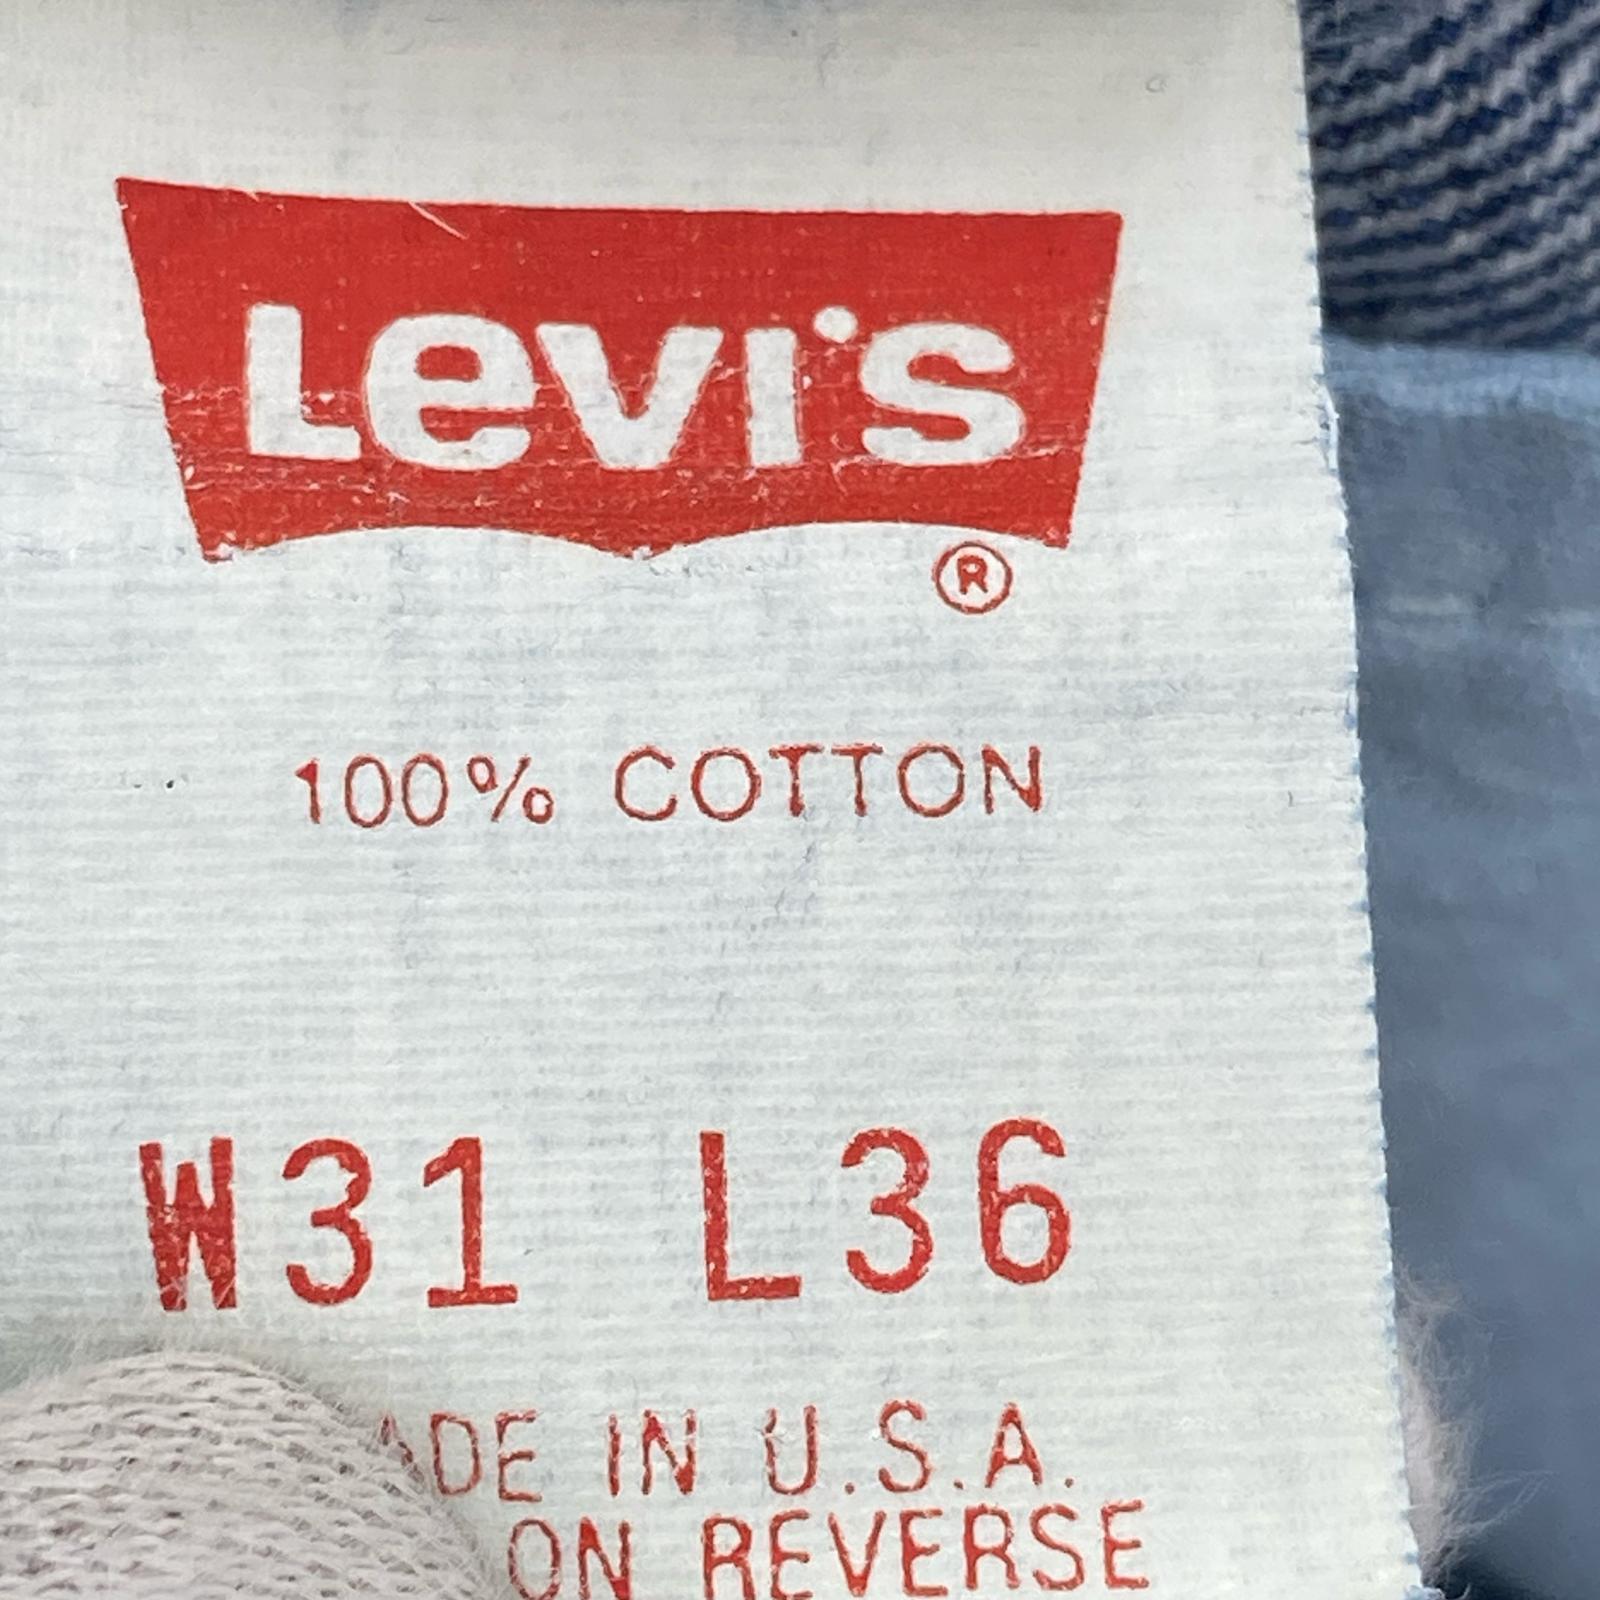 Levi's
®
100% COTTON
W31 L36
ADE IN U.S.A.
ON REVERSE